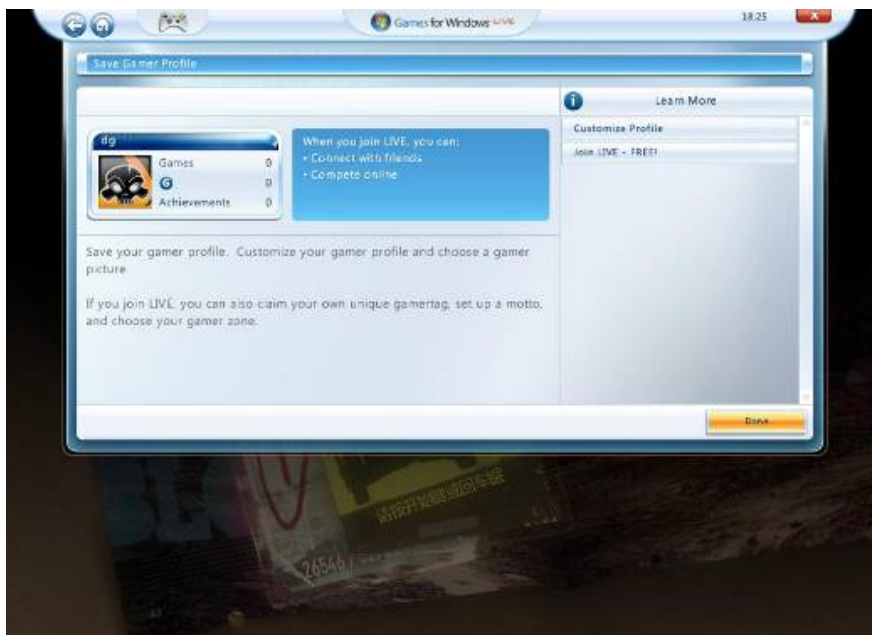 Games for Windows LIVE
18.25
Save Gamer Profile
Learn More
Customize Profile
Join LIVE - FREE!
dg
Games 0
G 0
Achievements 0
When you join LIVE, you can:
• Connect with friends
• Compete online
Save your gamer profile. Customize your gamer profile and choose a gamer
picture.
If you join LIVE, you can also claim your own unique gamertag, set up a motto,
and choose your gamer zone.
Done
26546